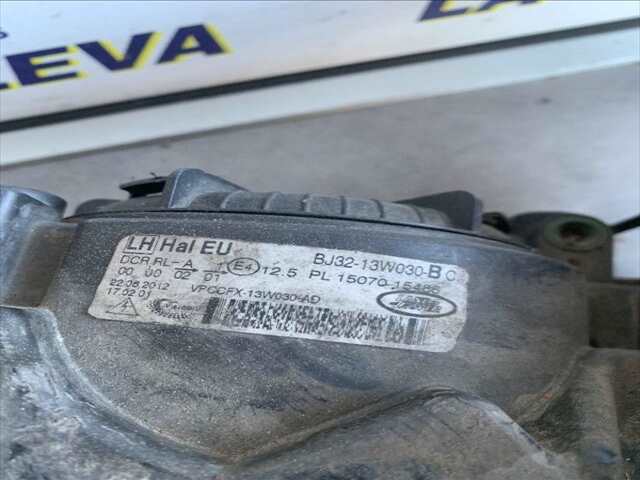 LEVA
LA
LH Hal EU
BJ32-13W030-B C
DCR RL-A E4 12.5 PL 15070
00 00 02 01
22.08.2012
VPCCFX-13W030-AD